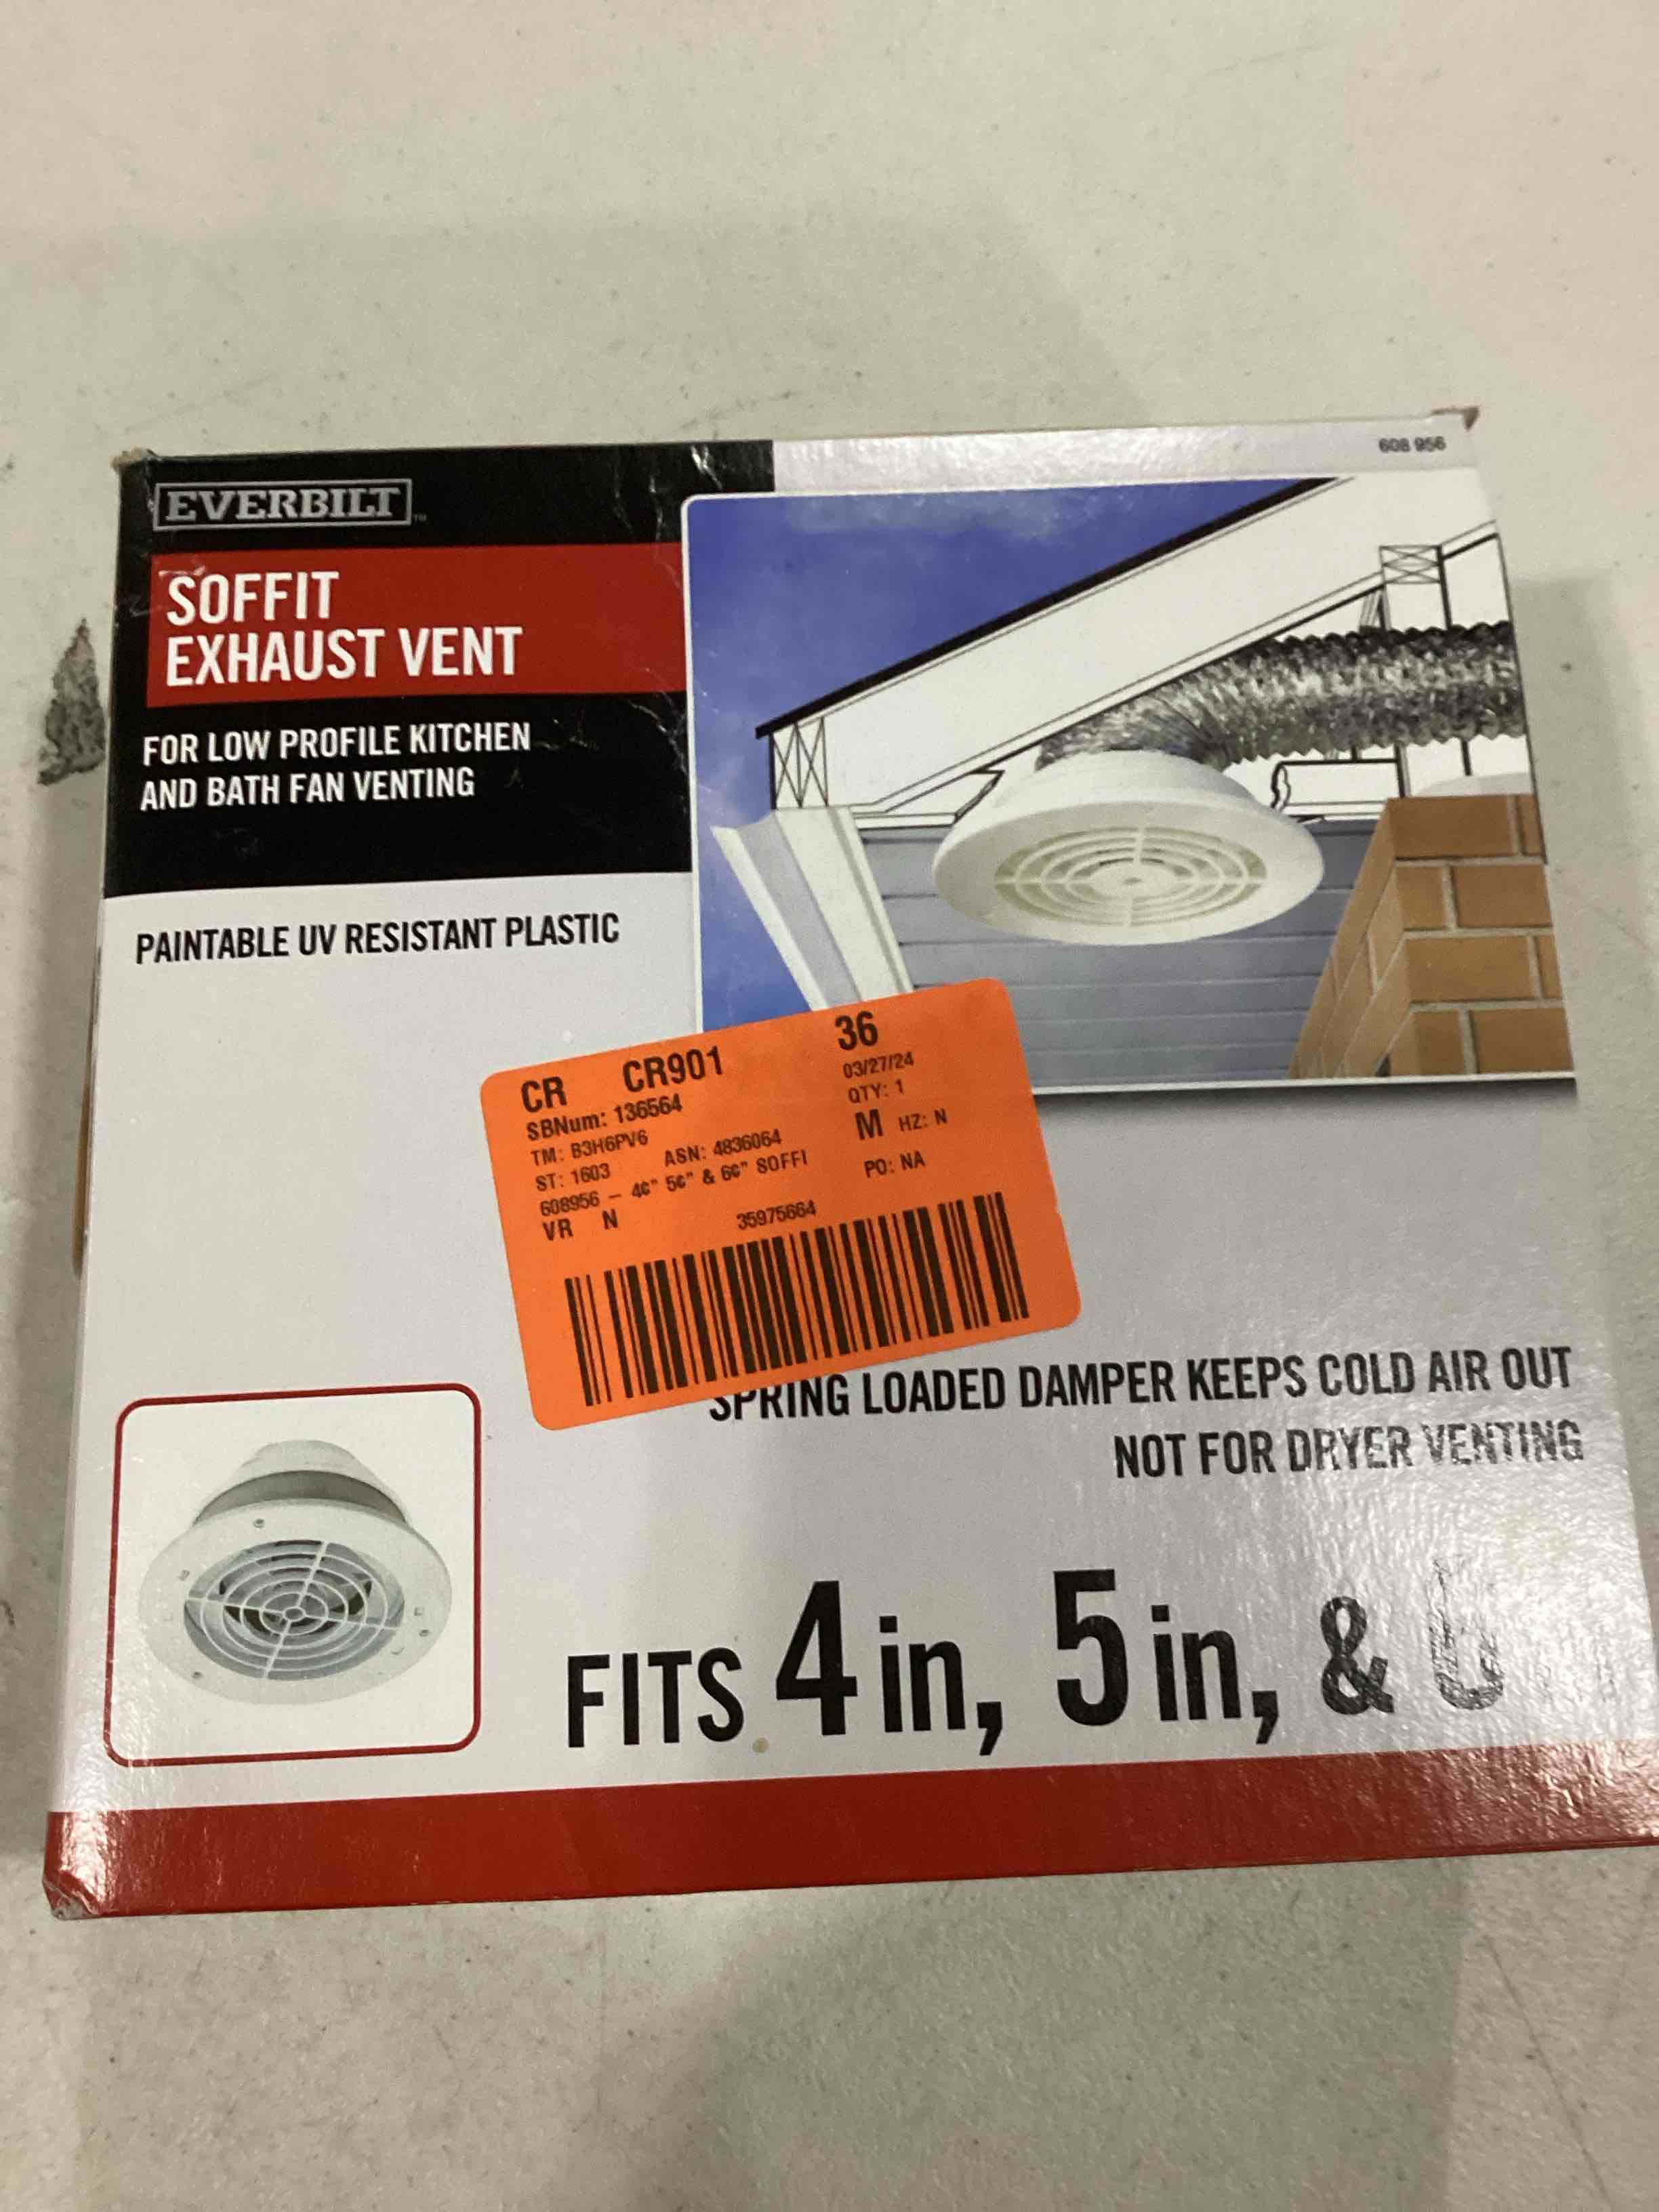 608 956
EVERBILT™
SOFFIT
EXHAUST VENT
FOR LOW PROFILE KITCHEN
AND BATH FAN VENTING
PAINTABLE UV RESISTANT PLASTIC
CR CR901 36
SBNum: 136564 03/27/24
TM: B3H6PV6 QTY: 1
ST: 1603 ASN: 4836064 M HZ: N
608956 – 4¢" 5¢" & 6¢" SOFFI PO: NA
VR N
35975664
SPRING LOADED DAMPER KEEPS COLD AIR OUT
NOT FOR DRYER VENTING
FITS 4 in, 5 in, & 6